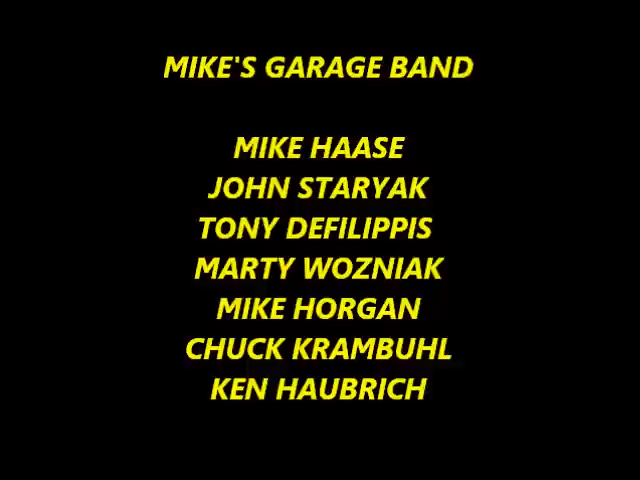 MIKE'S GARAGE BAND
MIKE HAASE
JOHN STARYAK
TONY DEFILIPPIS
MARTY WOZNIAK
MIKE HORGAN
CHUCK KRAMBUHL
KEN HAUBRICH